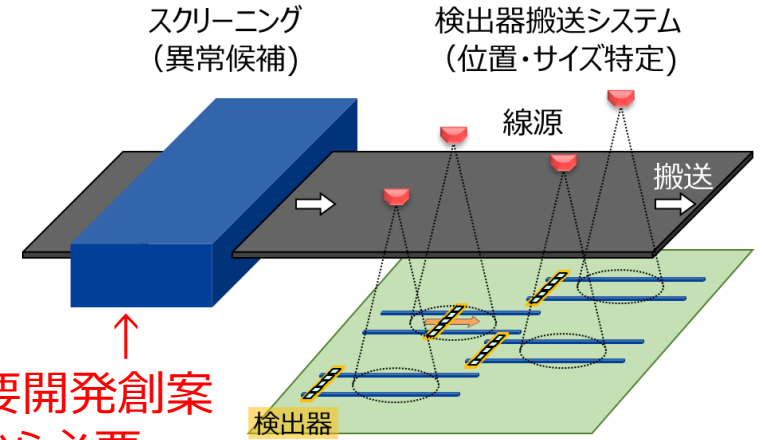 スクリーニング
（異常候補)
検出器搬送システム
（位置・サイズ特定)
線源
搬送
↑
要開発創案
検出器